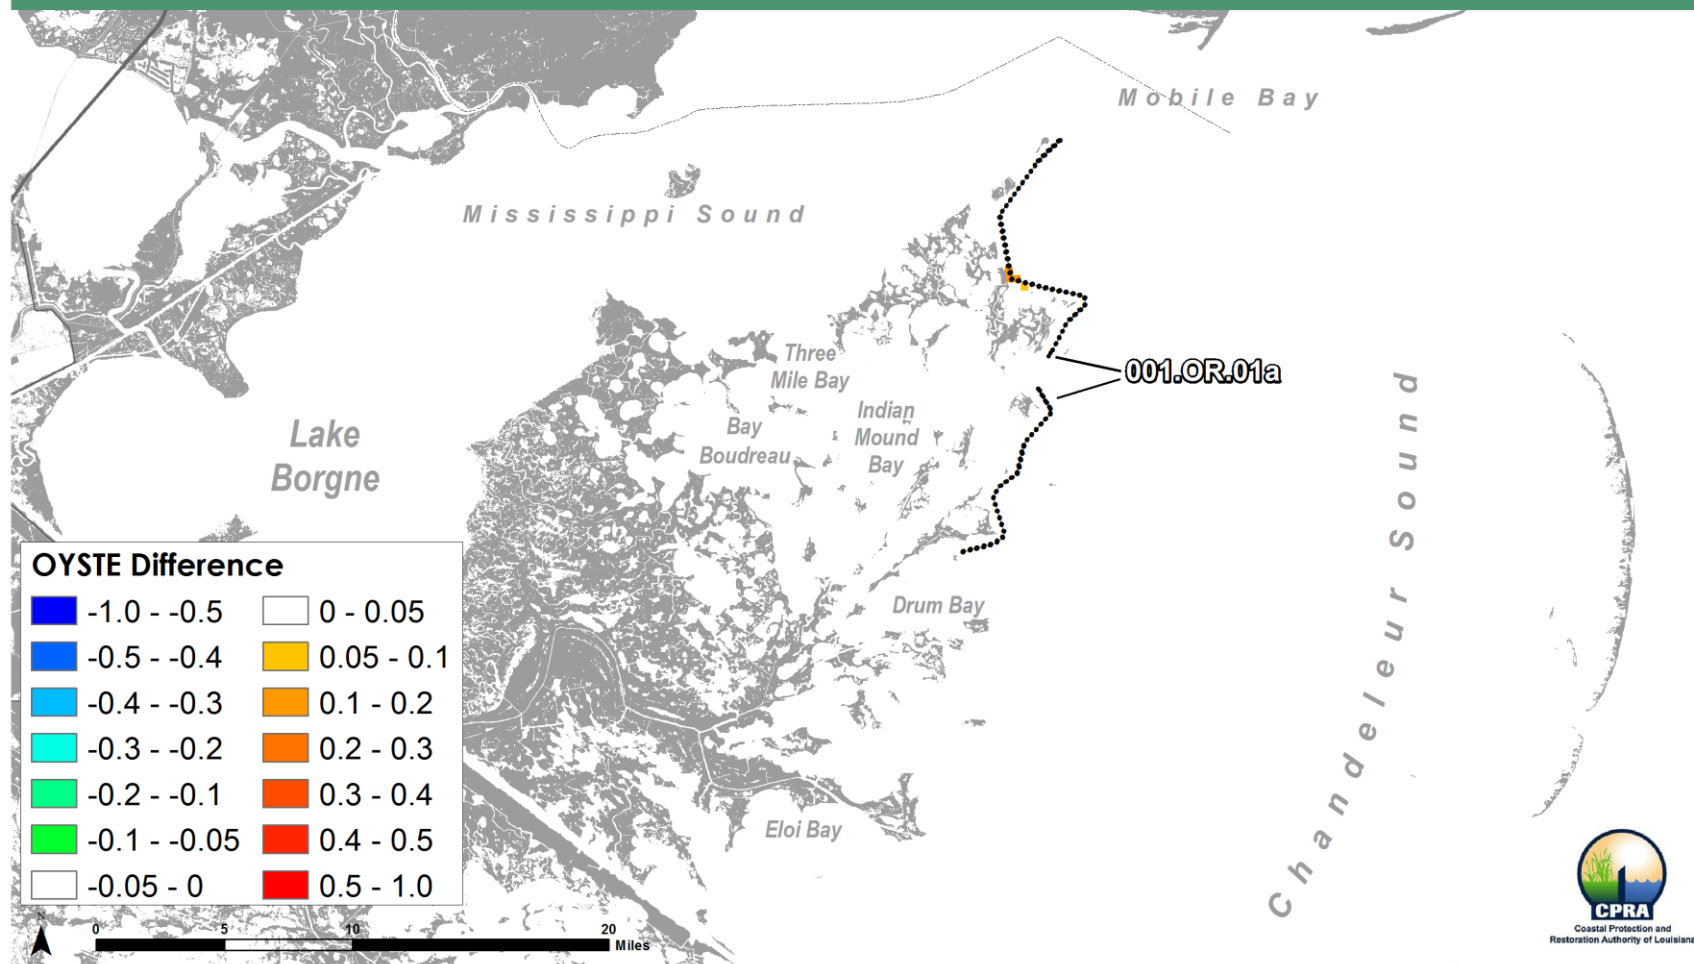 Mobile Bay
Mississippi Sound
Three
Mile Bay
001.OR.01a
Indian
Mound
Bay
Bay
Boudreau
Lake
Borgne
Chandeleur Sound
Drum Bay
Eloi Bay
OYSTE Difference
-1.0 - -0.5
-0.5 - -0.4
-0.4 - -0.3
-0.3 - -0.2
-0.2 - -0.1
-0.1 - -0.05
-0.05 - 0
0 - 0.05
0.05 - 0.1
0.1 - 0.2
0.2 - 0.3
0.3 - 0.4
0.4 - 0.5
0.5 - 1.0
N
0 5 10 20
Miles
CPRA
Coastal Protection and
Restoration Authority of Louisiana